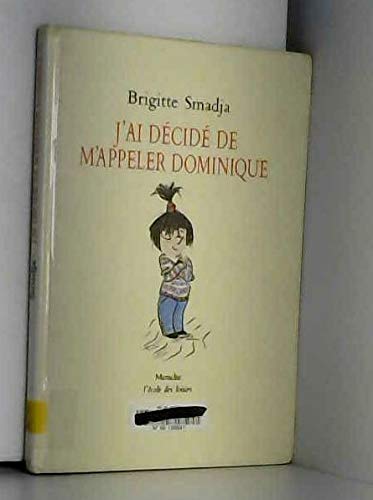 Brigitte Smadja
J'AI DÉCIDÉ DE
M'APPELER DOMINIQUE
Mouche
l'école des loisirs